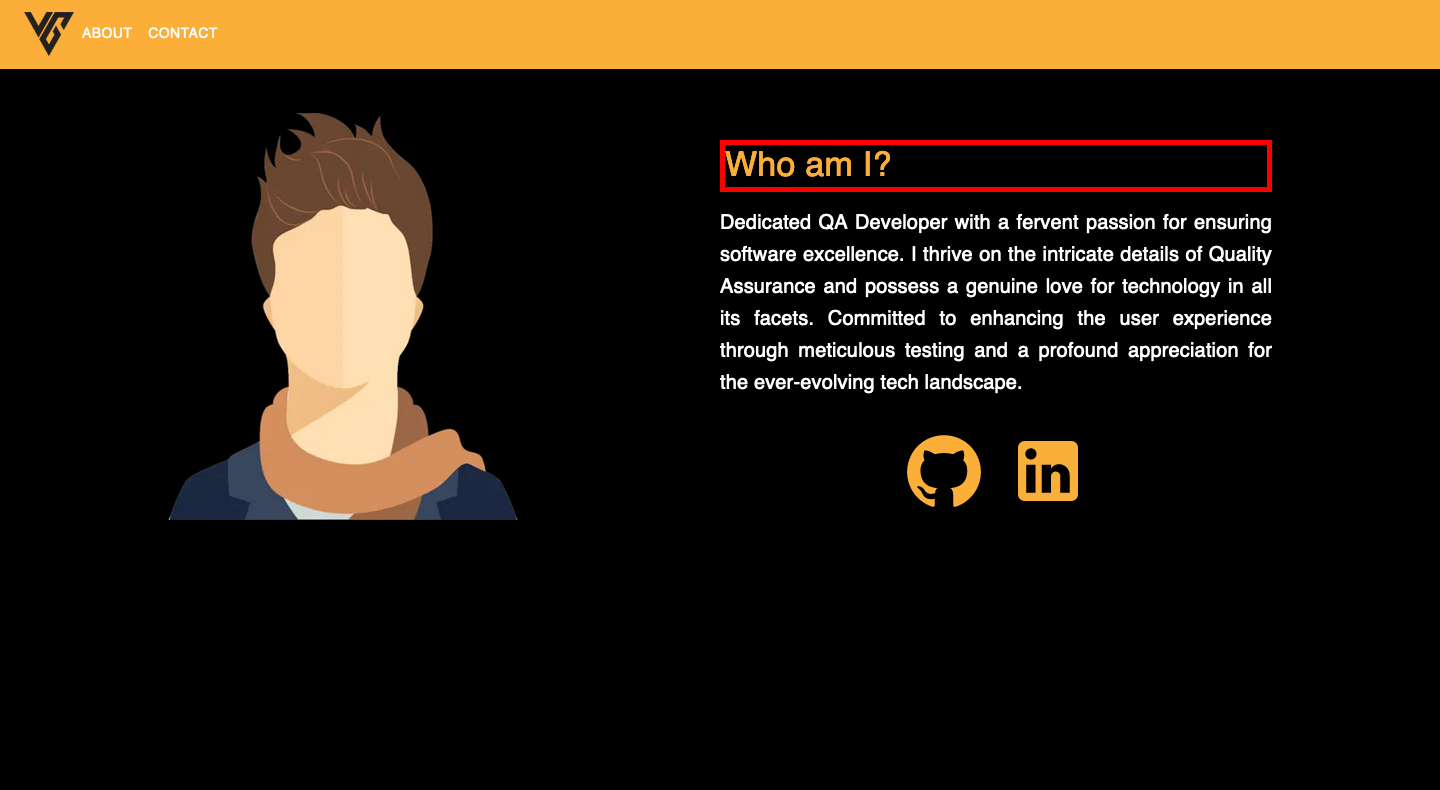 ABOUT CONTACT
Who am I?
Dedicated QA Developer with a fervent passion for ensuring
software excellence. I thrive on the intricate details of Quality
Assurance and possess a genuine love for technology in all
its facets. Committed to enhancing the user experience
through meticulous testing and a profound appreciation for
the ever-evolving tech landscape.
in